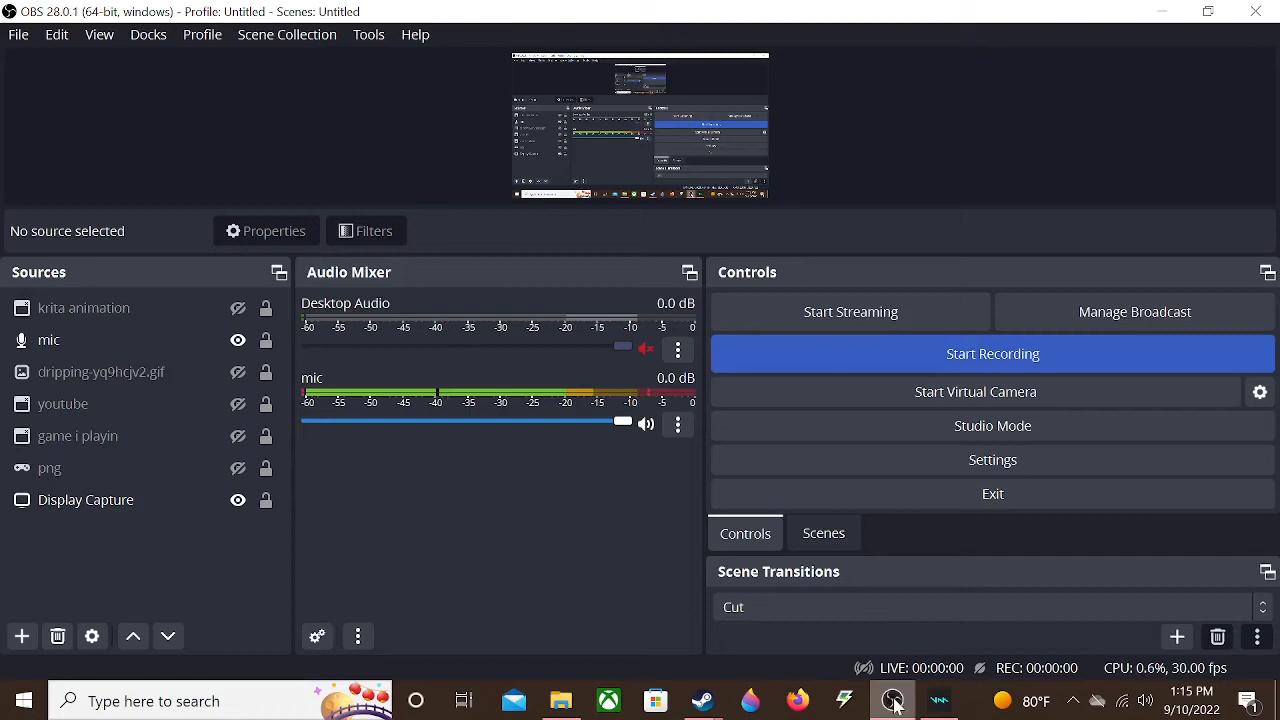 OBS 28.0.1 (64-bit, windows) - Profile: Untitled - Scenes: Untitled
File Edit View Docks Profile Scene Collection Tools Help
No source selected Properties Filters
Sources
krita animation
mic
dripping-yq9hcjv2.gif
youtube
game i playin
png
Display Capture
Audio Mixer
Desktop Audio 0.0 dB
-60 -55 -50 -45 -40 -35 -30 -25 -20 -15 -10 -5 0
mic 0.0 dB
-60 -55 -50 -45 -40 -35 -30 -25 -20 -15 -10 -5 0
Controls
Start Streaming Manage Broadcast
Start Recording
Start Virtual Camera
Studio Mode
Settings
Exit
Controls Scenes
Scene Transitions
Cut
LIVE: 00:00:00 REC: 00:00:00 CPU: 0.6%, 30.00 fps
Type here to search
80°F
1:15 PM
9/10/2022
1